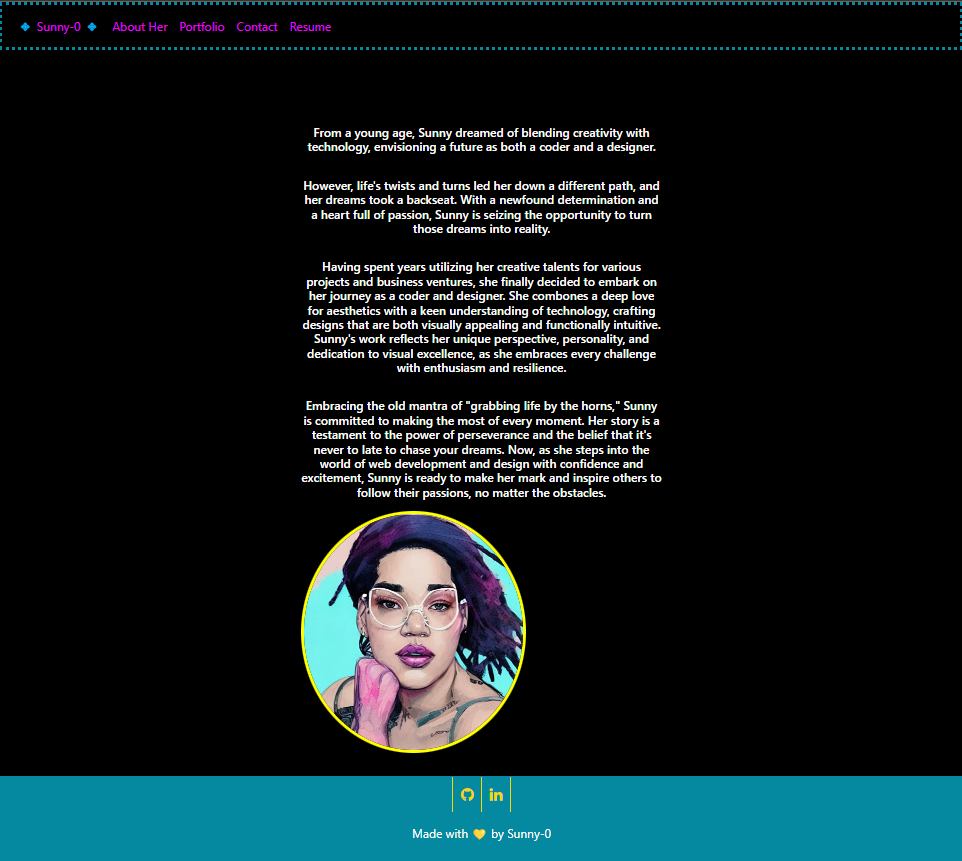 ❖ Sunny-0 ❖ About Her Portfolio Contact Resume
From a young age, Sunny dreamed of blending creativity with
technology, envisioning a future as both a coder and a designer.
However, life's twists and turns led her down a different path, and
her dreams took a backseat. With a newfound determination and
a heart full of passion, Sunny is seizing the opportunity to turn
those dreams into reality.
Having spent years utilizing her creative talents for various
projects and business ventures, she finally decided to embark on
her journey as a coder and designer. She combones a deep love
for aesthetics with a keen understanding of technology, crafting
designs that are both visually appealing and functionally intuitive.
Sunny's work reflects her unique perspective, personality, and
dedication to visual excellence, as she embraces every challenge
with enthusiasm and resilience.
Embracing the old mantra of "grabbing life by the horns," Sunny
is committed to making the most of every moment. Her story is a
testament to the power of perseverance and the belief that it's
never to late to chase your dreams. Now, as she steps into the
world of web development and design with confidence and
excitement, Sunny is ready to make her mark and inspire others to
follow their passions, no matter the obstacles.
in
Made with 💛 by Sunny-0